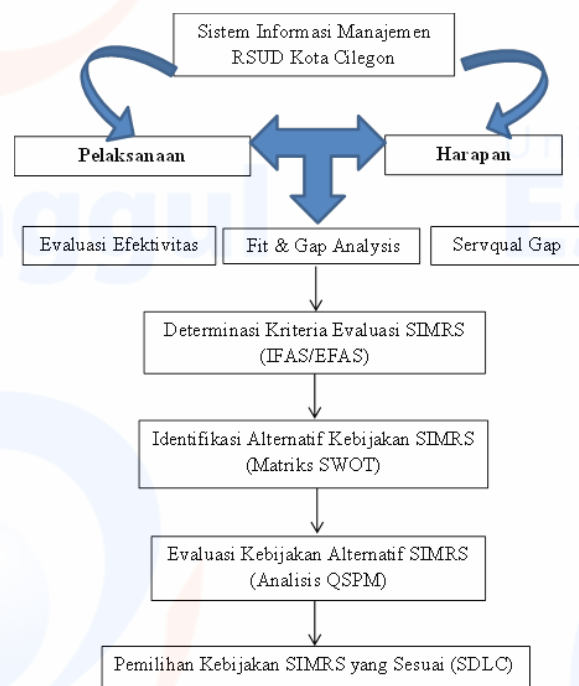 Sistem Informasi Manajemen
RSUD Kota Cilegon
Pelaksanaan
Harapan
Evaluasi Efektivitas
Fit & Gap Analysis
Servqual Gap
Determinasi Kriteria Evaluasi SIMRS
(IFAS/EFAS)
Identifikasi Alternatif Kebijakan SIMRS
(Matriks SWOT)
Evaluasi Kebijakan Alternatif SIMRS
(Analisis QSPM)
Pemilihan Kebijakan SIMRS yang Sesuai (SDLC)